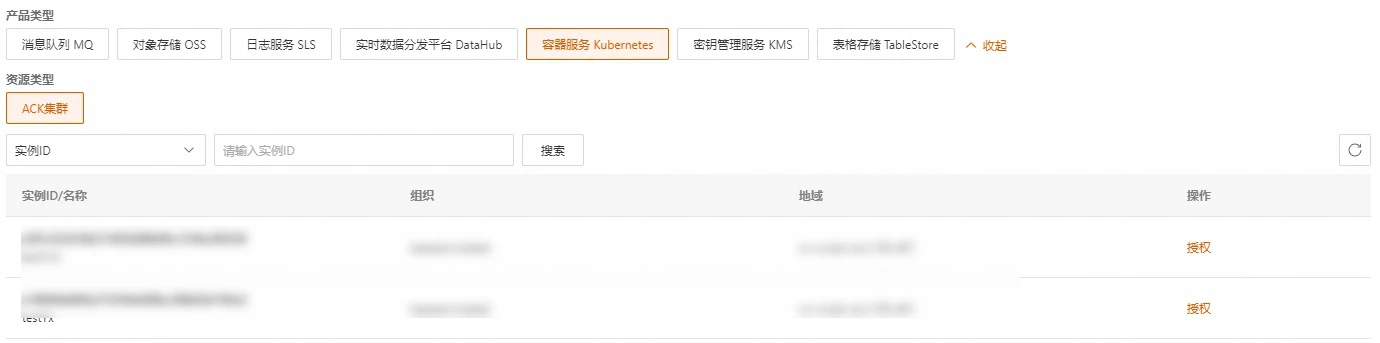 产品类型
消息队列 MQ 对象存储 OSS 日志服务 SLS 实时数据分发平台 DataHub 容器服务 Kubernetes 密钥管理服务 KMS 表格存储 TableStore 收起
资源类型
ACK集群
实例ID 请输入实例ID 搜索
实例ID/名称 组织 地域 操作
授权
授权